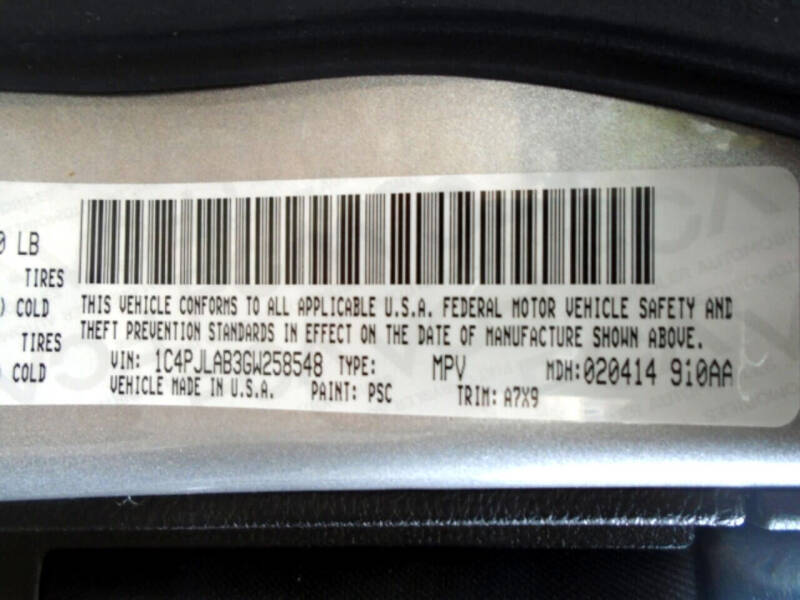 0 LB
TIRES
) COLD
TIRES
) COLD
THIS VEHICLE CONFORMS TO ALL APPLICABLE U.S.A. FEDERAL MOTOR VEHICLE SAFETY AND
THEFT PREVENTION STANDARDS IN EFFECT ON THE DATE OF MANUFACTURE SHOWN ABOVE.
VIN: 1C4PJLAB3GW258548 TYPE: MPV MDH:020414 910AA
VEHICLE MADE IN U.S.A. PAINT: PSC TRIM: A7X9